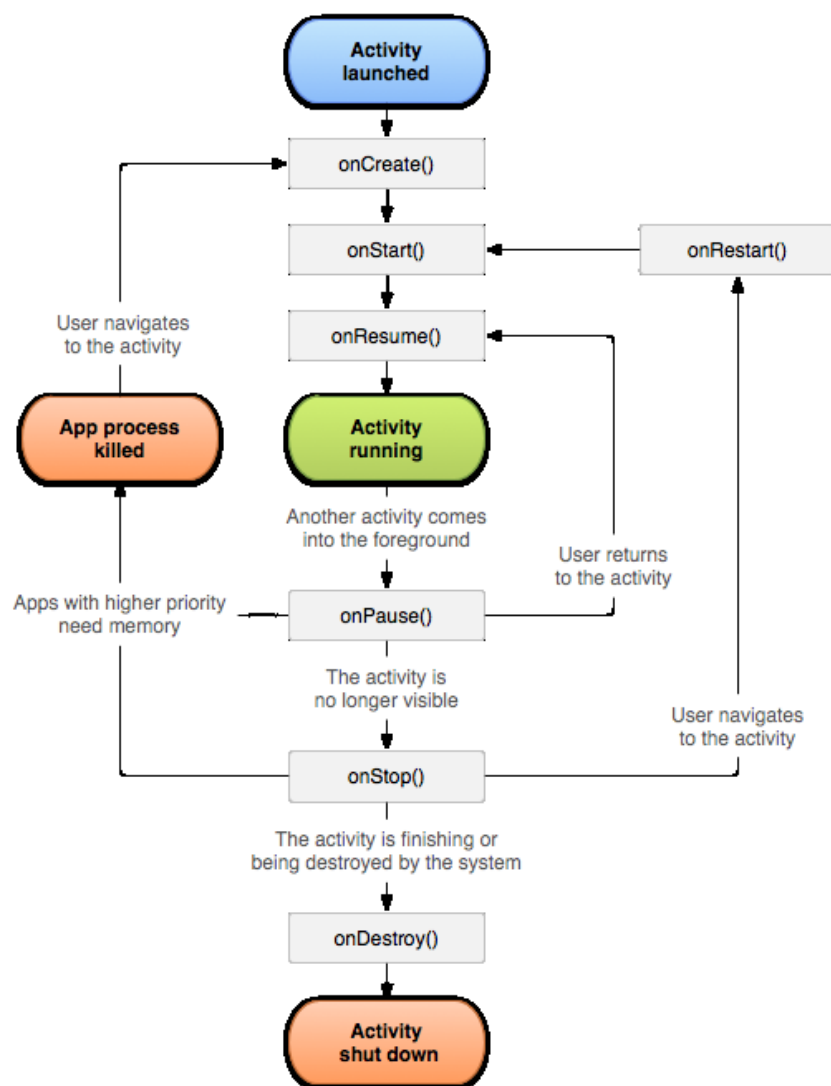 Activity
launched
onCreate()
onStart()
onRestart()
User navigates
to the activity
onResume()
App process
killed
Activity
running
Another activity comes
into the foreground
User returns
to the activity
Apps with higher priority
need memory
onPause()
The activity is
no longer visible
User navigates
to the activity
onStop()
The activity is finishing or
being destroyed by the system
onDestroy()
Activity
shut down